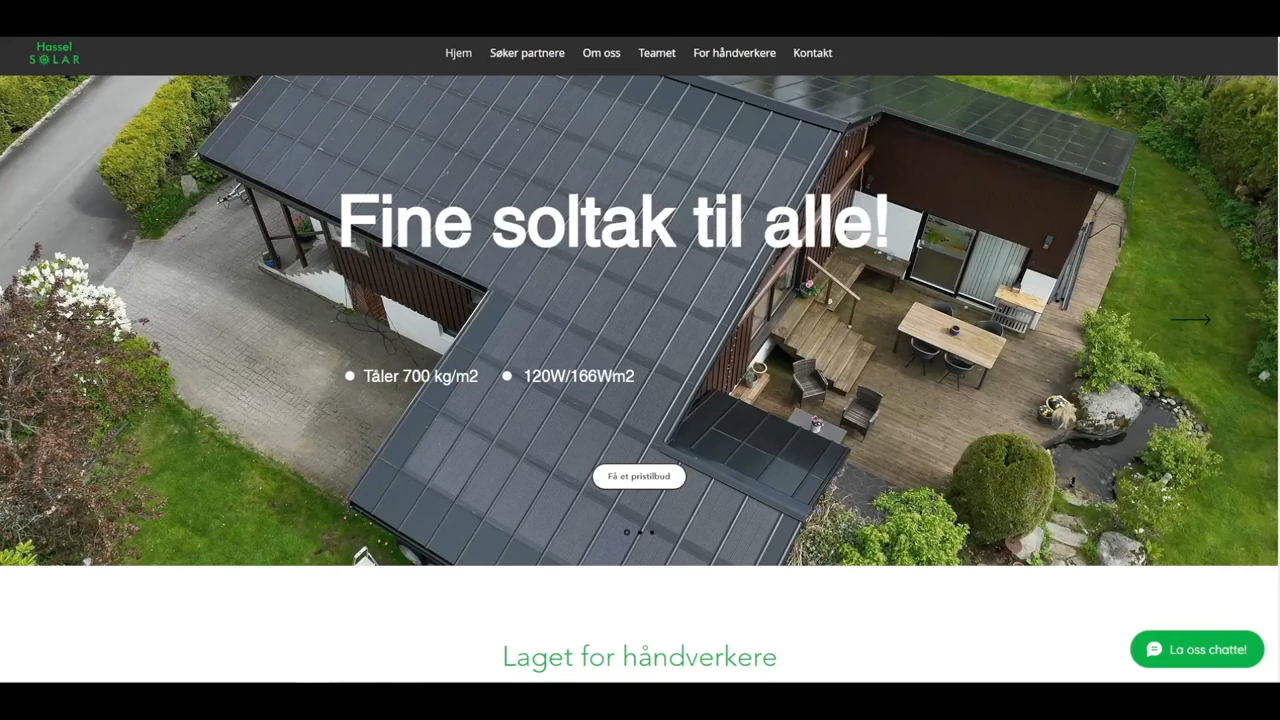 Hassel
SOLAR
Hjem Søker partnere Om oss Teamet For håndverkere Kontakt
Fine soltak til alle!
Tåler 700 kg/m2 120W/166Wm2
Få et pristilbud
Laget for håndverkere
La oss chatte!